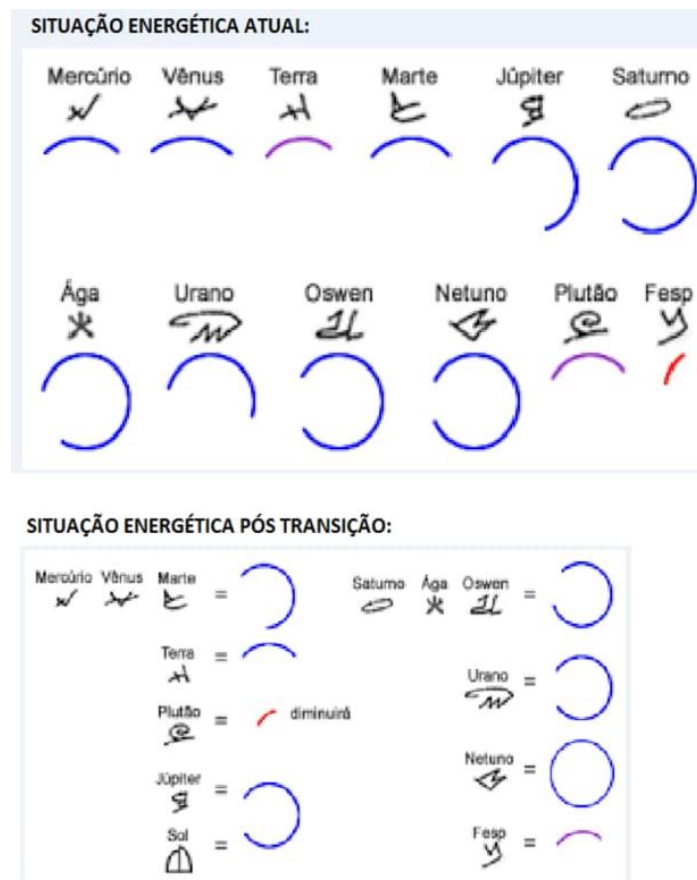 SITUAÇÃO ENERGÉTICA ATUAL:
Mercúrio Vênus Terra Marte Júpiter Saturno
Ága Urano Oswen Netuno Plutão Fesp
SITUAÇÃO ENERGÉTICA PÓS TRANSIÇÃO:
Mercúrio Vênus Marte =
Saturno Ága Oswen =
Terra =
Urano =
Plutão = diminuirá
Netuno =
Júpiter =
Sol =
Fesp =